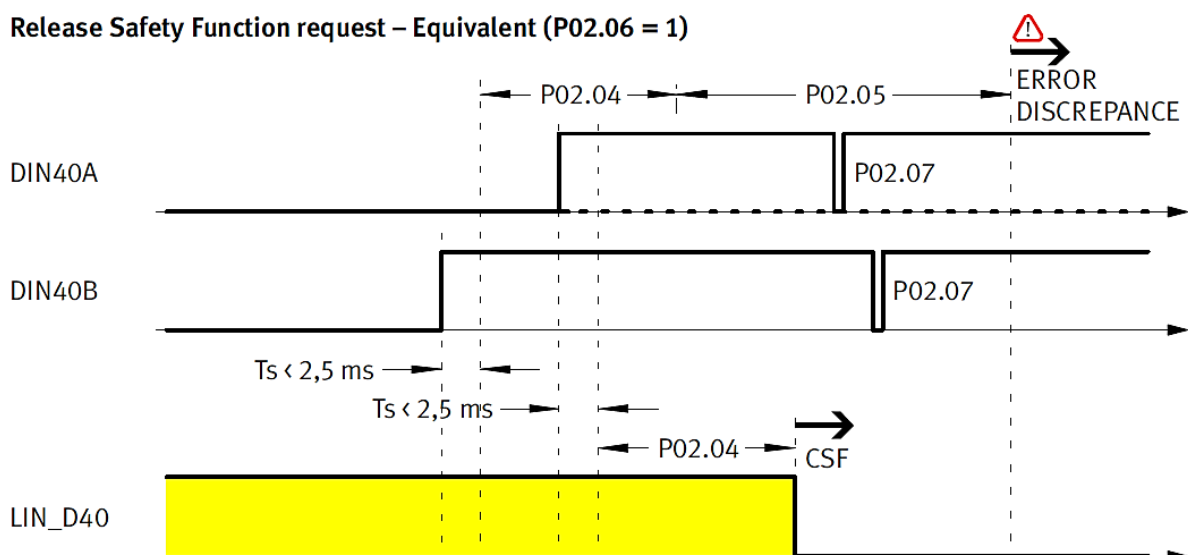 Release Safety Function request – Equivalent (P02.06 = 1)
P02.04
P02.05
ERROR
DISCREPANCE
DIN40A
P02.07
DIN40B
P02.07
Ts < 2,5 ms
Ts < 2,5 ms
P02.04
CSF
LIN_D40